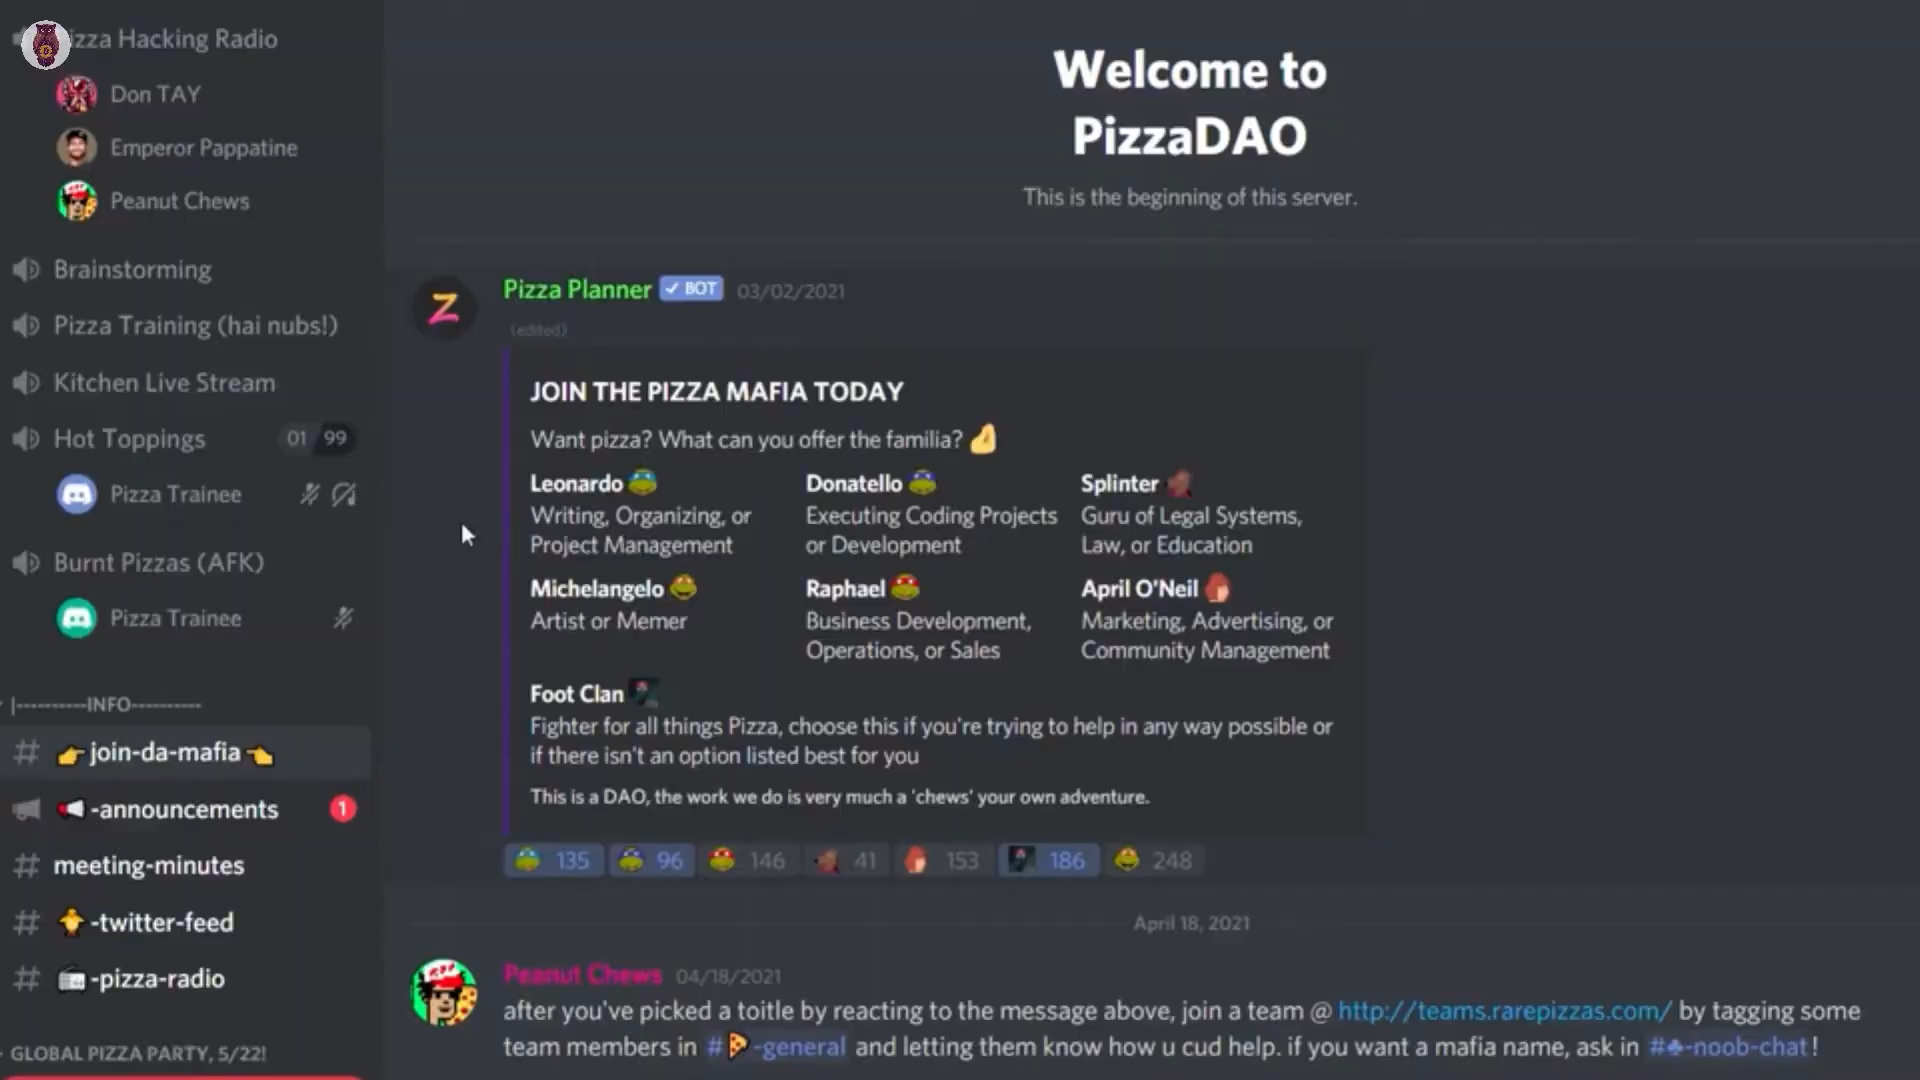 izza Hacking Radio
Don TAY
Emperor Pappatine
Peanut Chews
Brainstorming
Pizza Training (hai nubs!)
Kitchen Live Stream
Hot Toppings 01 99
Pizza Trainee
Burnt Pizzas (AFK)
Pizza Trainee
|----------INFO----------
# 👉join-da-mafia👈
📢-announcements 1
# meeting-minutes
# 🐥-twitter-feed
# 📻-pizza-radio
GLOBAL PIZZA PARTY, 5/22!
Welcome to
PizzaDAO
This is the beginning of this server.
Pizza Planner ✓ BOT 03/02/2021
(edited)
JOIN THE PIZZA MAFIA TODAY
Want pizza? What can you offer the familia?
Leonardo
Writing, Organizing, or
Project Management
Donatello
Executing Coding Projects
or Development
Splinter
Guru of Legal Systems,
Law, or Education
Michelangelo
Artist or Memer
Raphael
Business Development,
Operations, or Sales
April O'Neil
Marketing, Advertising, or
Community Management
Foot Clan
Fighter for all things Pizza, choose this if you're trying to help in any way possible or
if there isn't an option listed best for you
This is a DAO, the work we do is very much a 'chews' your own adventure.
135 96 146 41 153 186 248
April 18, 2021
Peanut Chews 04/18/2021
after you've picked a toitle by reacting to the message above, join a team @ http://teams.rarepizzas.com/ by tagging some
team members in #🍕-general and letting them know how u cud help. if you want a mafia name, ask in #♣-noob-chat!